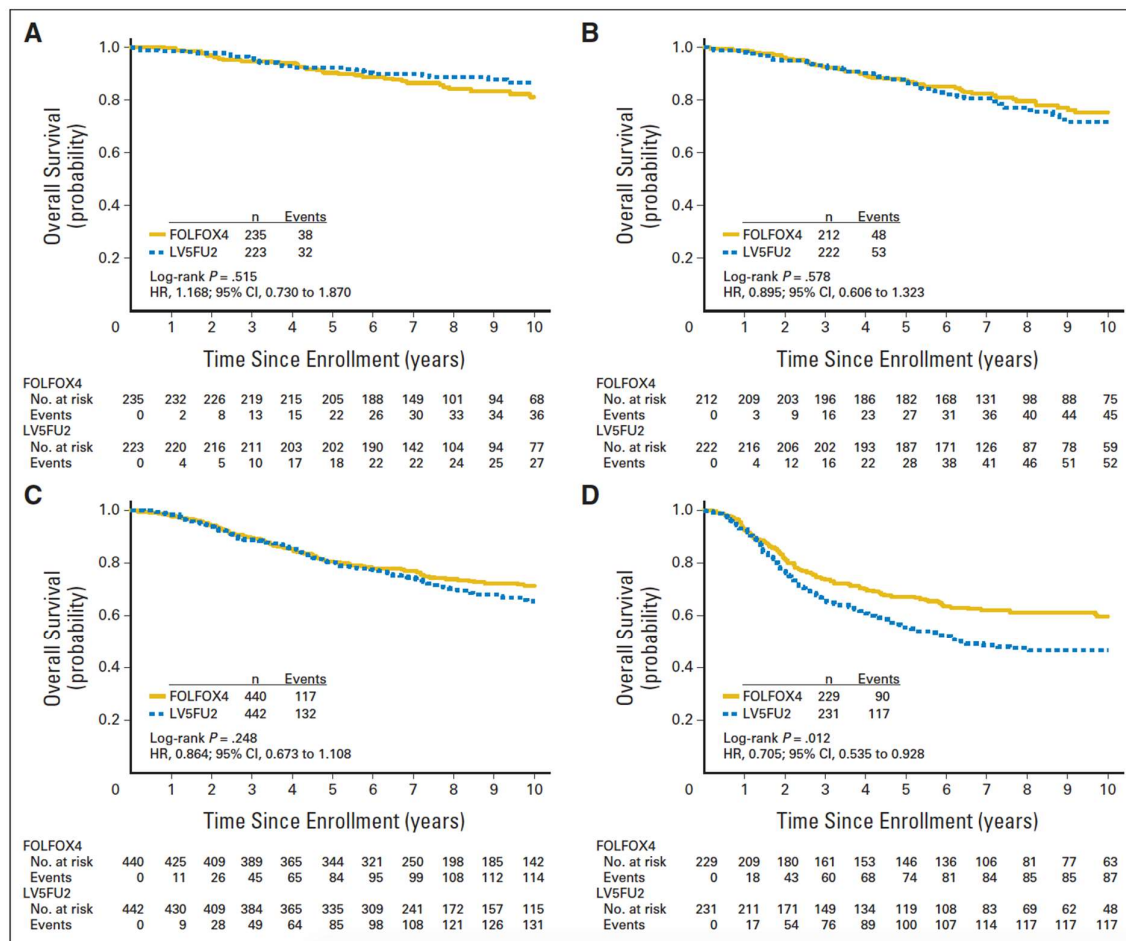 A
Overall Survival
(probability)
1.0
0.8
0.6
0.4
0.2
n Events
FOLFOX4 235 38
LV5FU2 223 32
Log-rank P = .515
HR, 1.168; 95% CI, 0.730 to 1.870
0 1 2 3 4 5 6 7 8 9 10
Time Since Enrollment (years)
FOLFOX4
No. at risk 235 232 226 219 215 205 188 149 101 94 68
Events 0 2 8 13 15 22 26 30 33 34 36
LV5FU2
No. at risk 223 220 216 211 203 202 190 142 104 94 77
Events 0 4 5 10 17 18 22 22 24 25 27
B
Overall Survival
(probability)
1.0
0.8
0.6
0.4
0.2
n Events
FOLFOX4 212 48
LV5FU2 222 53
Log-rank P = .578
HR, 0.895; 95% CI, 0.606 to 1.323
0 1 2 3 4 5 6 7 8 9 10
Time Since Enrollment (years)
FOLFOX4
No. at risk 212 209 203 196 186 182 168 131 98 88 75
Events 0 3 9 16 23 27 31 36 40 44 45
LV5FU2
No. at risk 222 216 206 202 193 187 171 126 87 78 59
Events 0 4 12 16 22 28 38 41 46 51 52
C
Overall Survival
(probability)
1.0
0.8
0.6
0.4
0.2
n Events
FOLFOX4 440 117
LV5FU2 442 132
Log-rank P = .248
HR, 0.864; 95% CI, 0.673 to 1.108
0 1 2 3 4 5 6 7 8 9 10
Time Since Enrollment (years)
FOLFOX4
No. at risk 440 425 409 389 365 344 321 250 198 185 142
Events 0 11 26 45 65 84 95 99 108 112 114
LV5FU2
No. at risk 442 430 409 384 365 335 309 241 172 157 115
Events 0 9 28 49 64 85 98 108 121 126 131
D
Overall Survival
(probability)
1.0
0.8
0.6
0.4
0.2
n Events
FOLFOX4 229 90
LV5FU2 231 117
Log-rank P = .012
HR, 0.705; 95% CI, 0.535 to 0.928
0 1 2 3 4 5 6 7 8 9 10
Time Since Enrollment (years)
FOLFOX4
No. at risk 229 209 180 161 153 146 136 106 81 77 63
Events 0 18 43 60 68 74 81 84 85 85 87
LV5FU2
No. at risk 231 211 171 149 134 119 108 83 69 62 48
Events 0 17 54 76 89 100 107 114 117 117 117